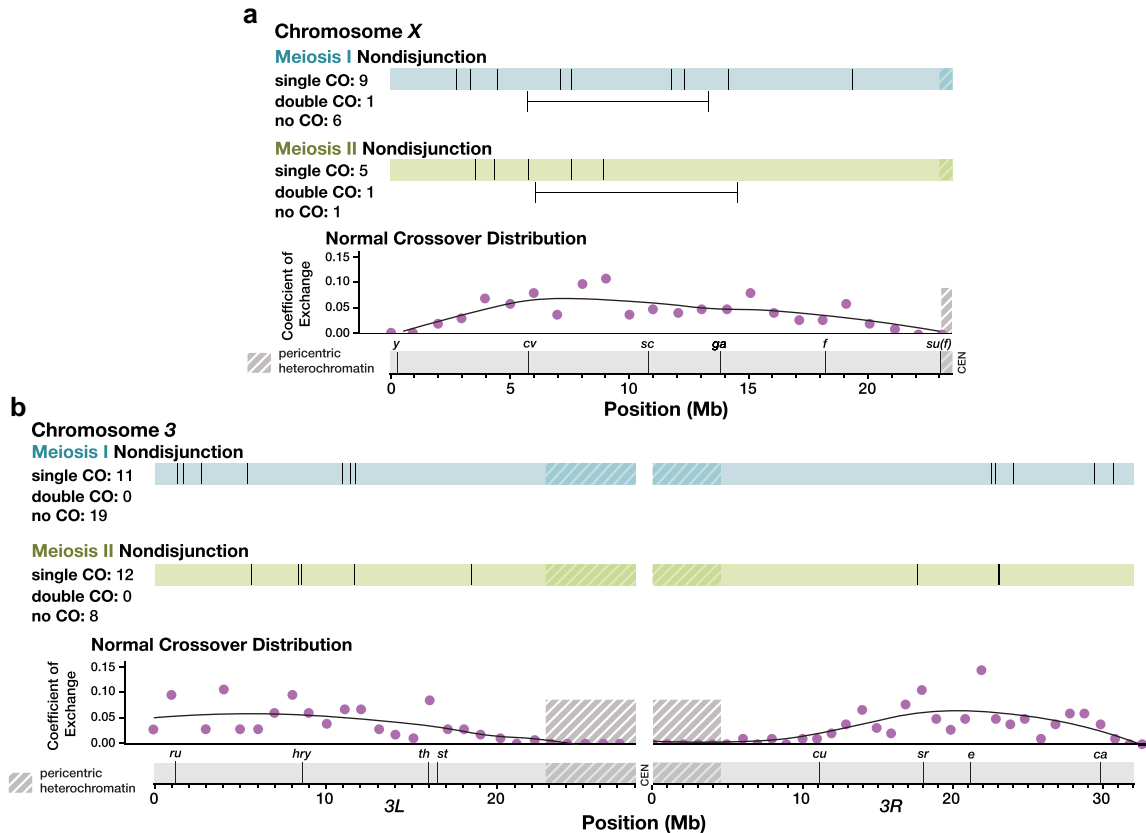 a
Chromosome X
Meiosis I Nondisjunction
single CO: 9
double CO: 1
no CO: 6
Meiosis II Nondisjunction
single CO: 5
double CO: 1
no CO: 1
Normal Crossover Distribution
Coefficient of
Exchange
0.15
0.10
0.05
0.00
y cv sc ga f su(f)
pericentric
heterochromatin
CEN
0 5 10 15 20
Position (Mb)
b
Chromosome 3
Meiosis I Nondisjunction
single CO: 11
double CO: 0
no CO: 19
Meiosis II Nondisjunction
single CO: 12
double CO: 0
no CO: 8
Normal Crossover Distribution
Coefficient of
Exchange
0.15
0.10
0.05
0.00
ru hry th st cu sr e ca
pericentric
heterochromatin
CEN
0 10 20 0 10 20 30
3L 3R
Position (Mb)